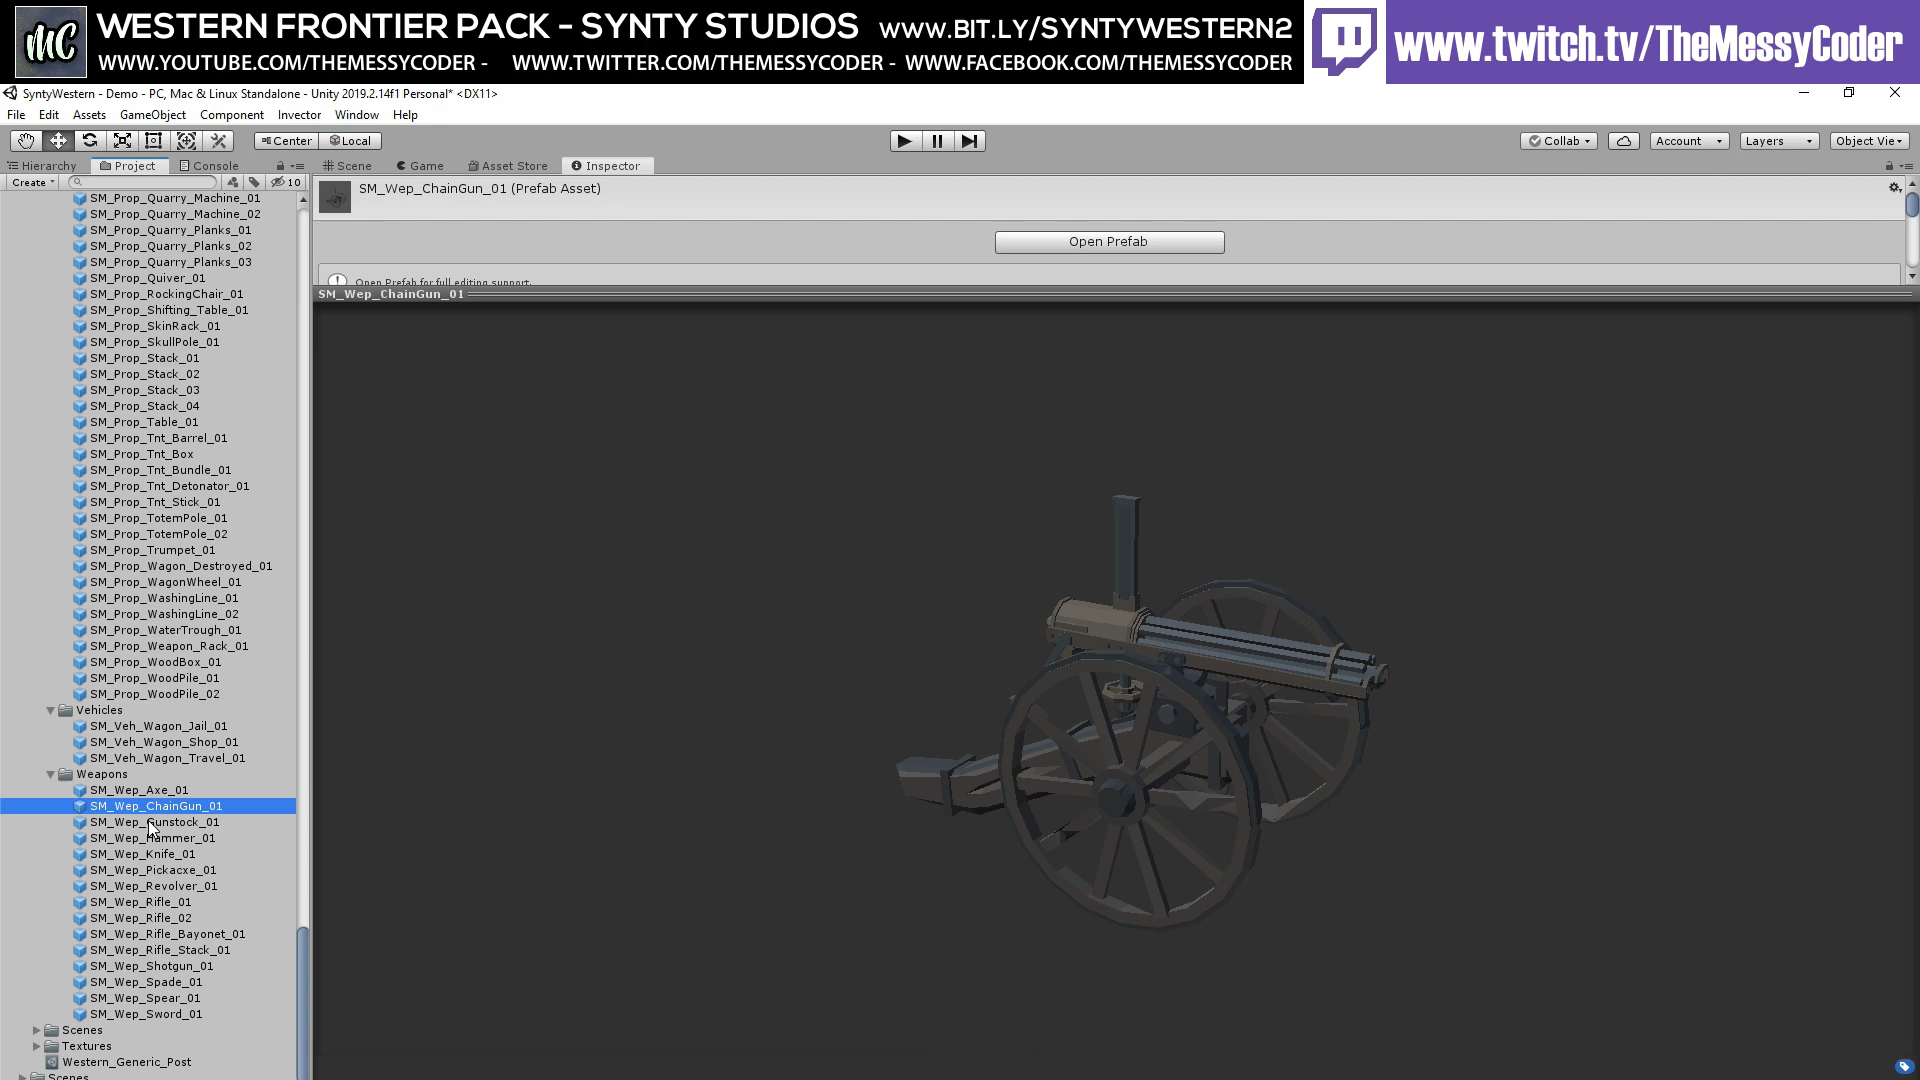 MC
WESTERN FRONTIER PACK - SYNTY STUDIOS WWW.BIT.LY/SYNTYWESTERN2
WWW.YOUTUBE.COM/THEMESSYCODER - WWW.TWITTER.COM/THEMESSYCODER - WWW.FACEBOOK.COM/THEMESSYCODER
www.twitch.tv/TheMessyCoder
SyntyWestern - Demo - PC, Mac & Linux Standalone - Unity 2019.2.14f1 Personal* <DX11>
File Edit Assets GameObject Component Invector Window Help
Center Local Collab Account Layers Object Vie
Hierarchy Project Console Scene Game Asset Store Inspector
Create 10
SM_Wep_ChainGun_01 (Prefab Asset)
Open Prefab
Open Prefab for full editing support.
SM_Wep_ChainGun_01
SM_Prop_Quarry_Machine_01
SM_Prop_Quarry_Machine_02
SM_Prop_Quarry_Planks_01
SM_Prop_Quarry_Planks_02
SM_Prop_Quarry_Planks_03
SM_Prop_Quiver_01
SM_Prop_RockingChair_01
SM_Prop_Shifting_Table_01
SM_Prop_SkinRack_01
SM_Prop_SkullPole_01
SM_Prop_Stack_01
SM_Prop_Stack_02
SM_Prop_Stack_03
SM_Prop_Stack_04
SM_Prop_Table_01
SM_Prop_Tnt_Barrel_01
SM_Prop_Tnt_Box
SM_Prop_Tnt_Bundle_01
SM_Prop_Tnt_Detonator_01
SM_Prop_Tnt_Stick_01
SM_Prop_TotemPole_01
SM_Prop_TotemPole_02
SM_Prop_Trumpet_01
SM_Prop_Wagon_Destroyed_01
SM_Prop_WagonWheel_01
SM_Prop_WashingLine_01
SM_Prop_WashingLine_02
SM_Prop_WaterTrough_01
SM_Prop_Weapon_Rack_01
SM_Prop_WoodBox_01
SM_Prop_WoodPile_01
SM_Prop_WoodPile_02
Vehicles
SM_Veh_Wagon_Jail_01
SM_Veh_Wagon_Shop_01
SM_Veh_Wagon_Travel_01
Weapons
SM_Wep_Axe_01
SM_Wep_ChainGun_01
SM_Wep_Gunstock_01
SM_Wep_Hammer_01
SM_Wep_Knife_01
SM_Wep_Pickacxe_01
SM_Wep_Revolver_01
SM_Wep_Rifle_01
SM_Wep_Rifle_02
SM_Wep_Rifle_Bayonet_01
SM_Wep_Rifle_Stack_01
SM_Wep_Shotgun_01
SM_Wep_Spade_01
SM_Wep_Spear_01
SM_Wep_Sword_01
Scenes
Textures
Western_Generic_Post
Scenes